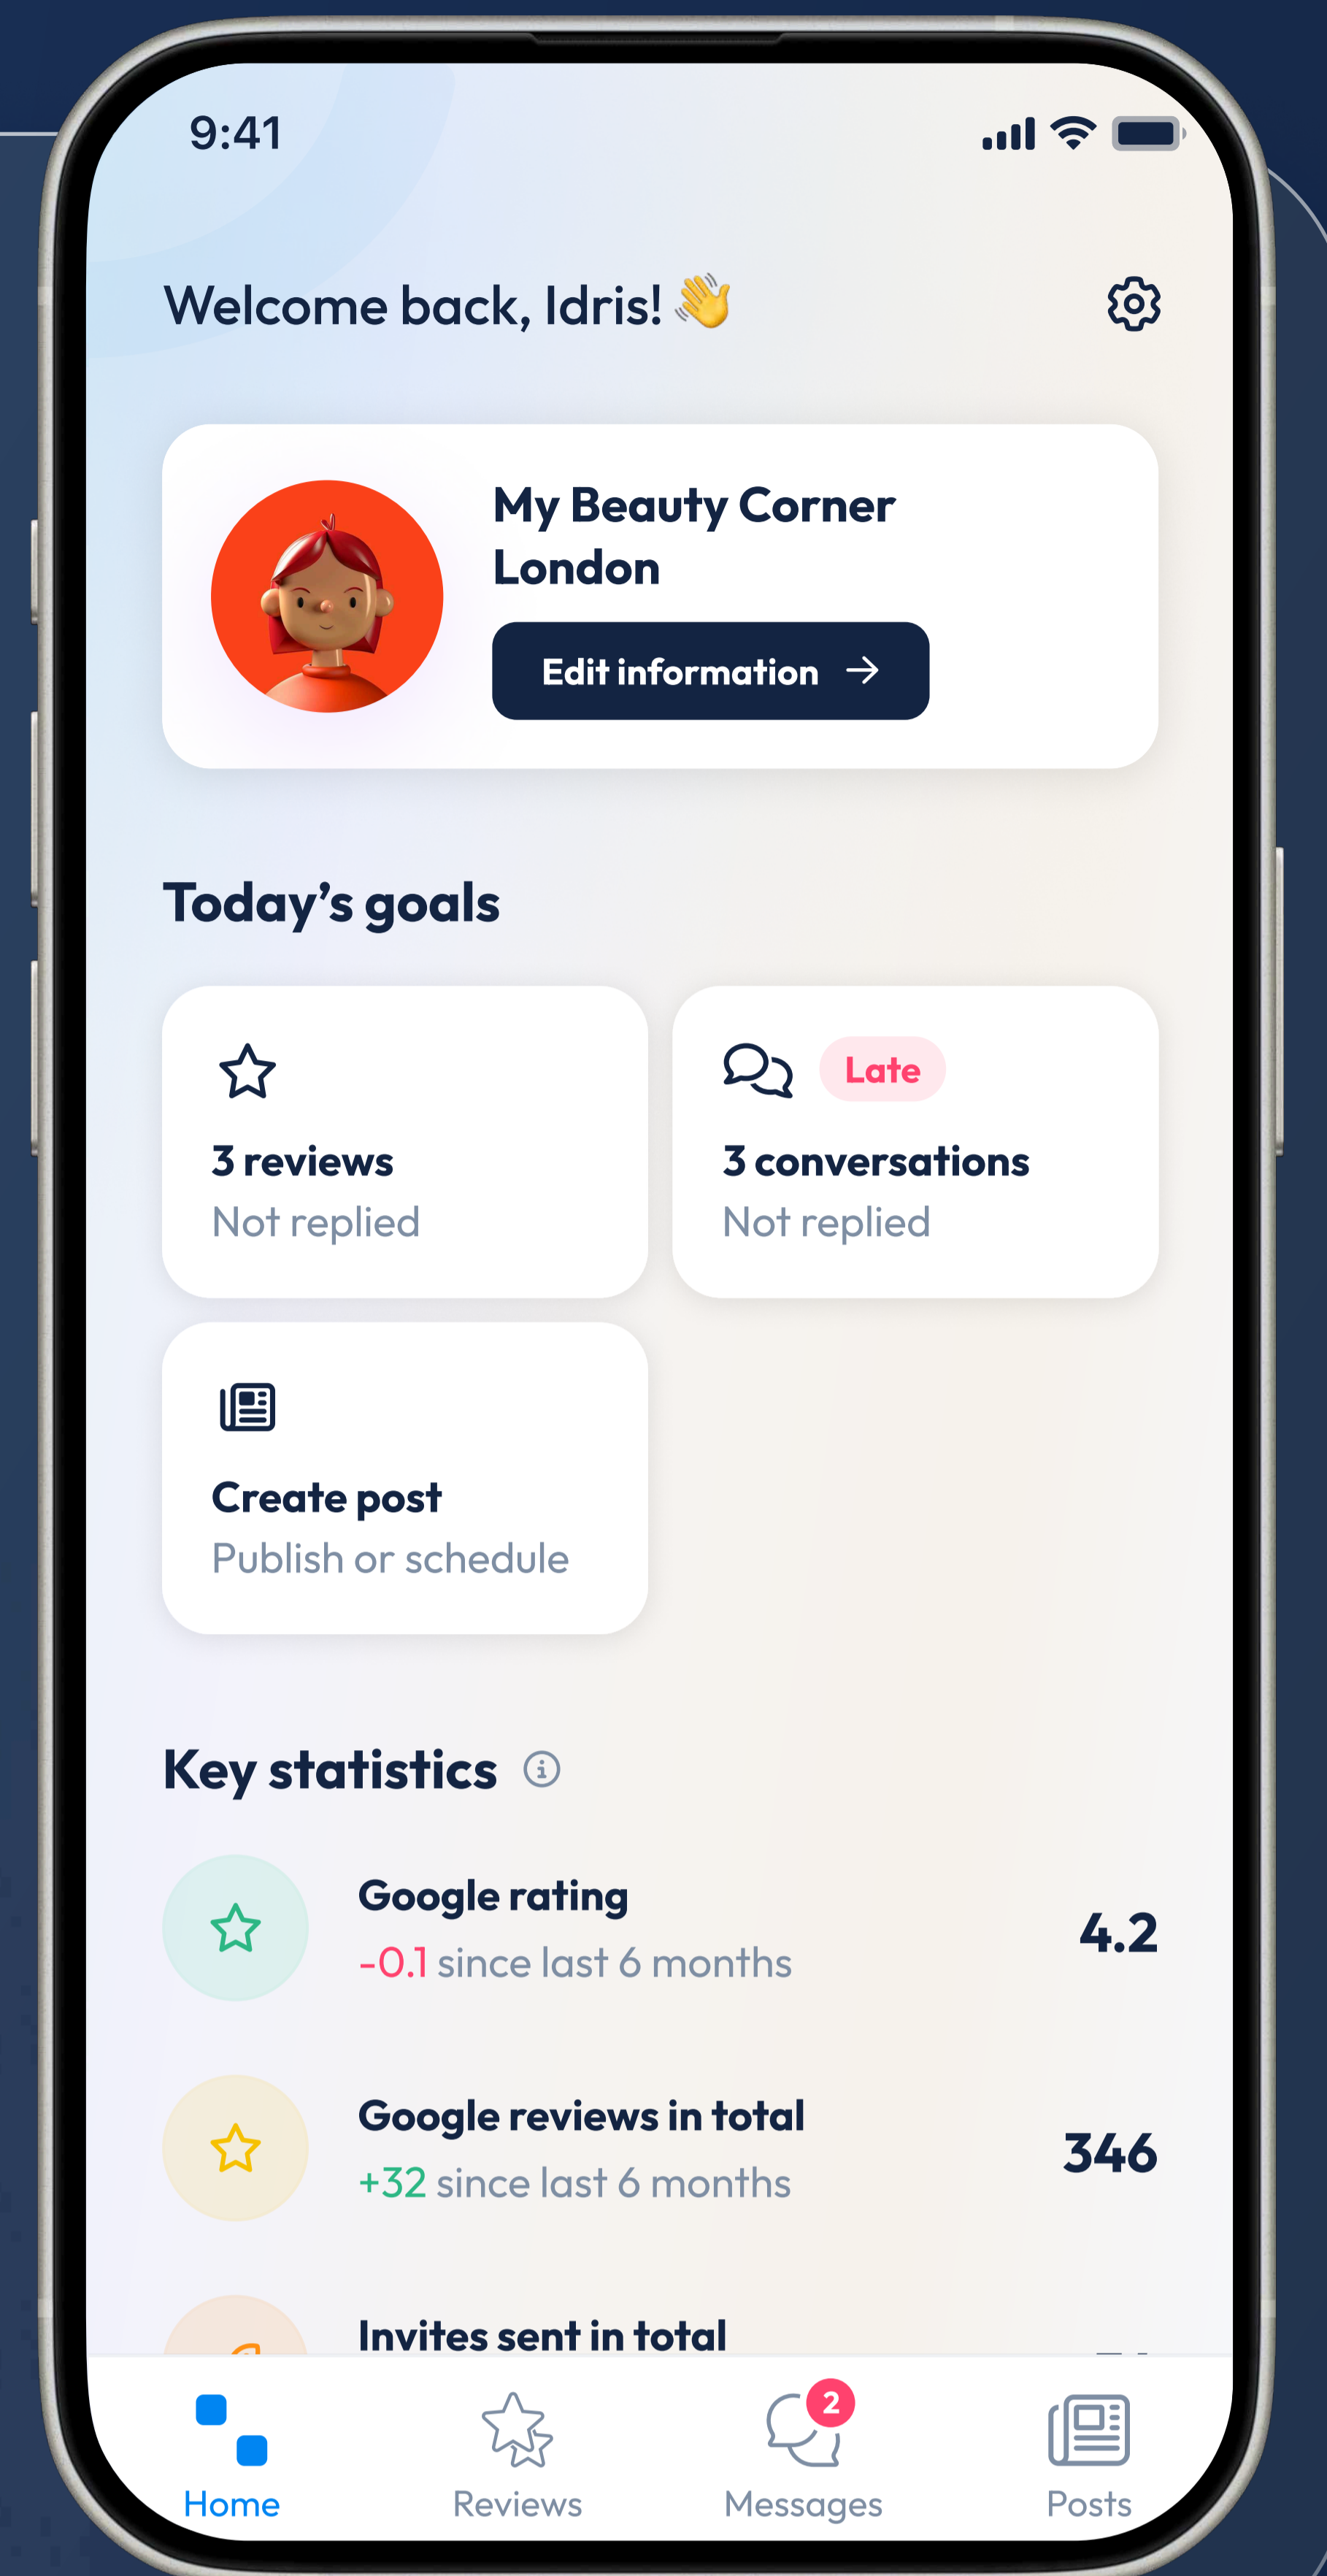 9:41
Welcome back, Idris! 👋
My Beauty Corner
London
Edit information →
Today’s goals
3 reviews
Not replied
Late
3 conversations
Not replied
Create post
Publish or schedule
Key statistics
Google rating
-0.1 since last 6 months
4.2
Google reviews in total
+32 since last 6 months
346
Invites sent in total
Home
Reviews
2
Messages
Posts